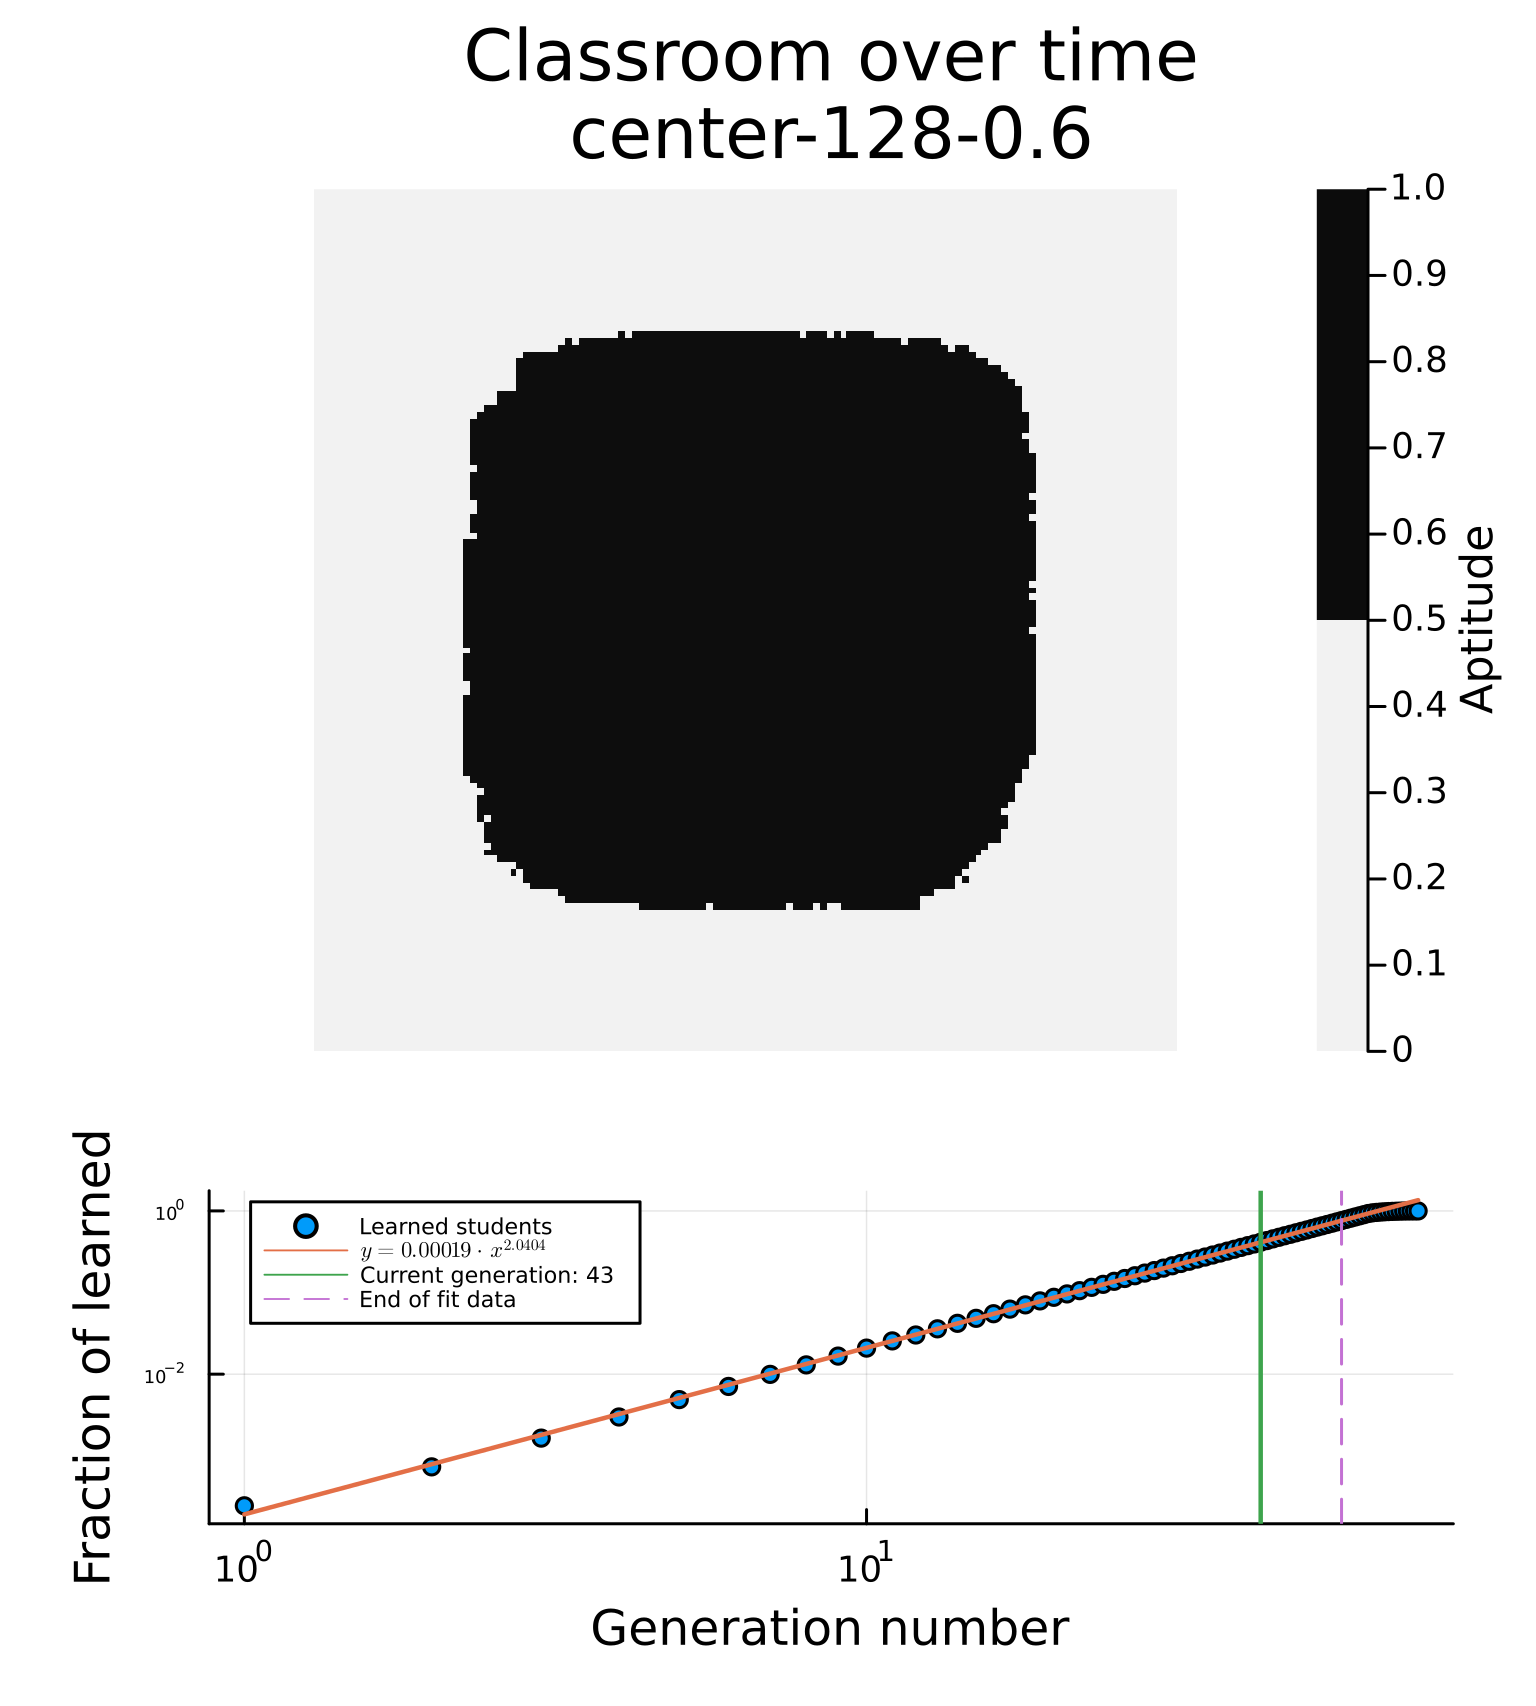 Classroom over time
center-128-0.6
1.0
0.9
0.8
0.7
0.6
0.5
0.4
0.3
0.2
0.1
0
Aptitude
Fraction of learned
10⁰
10⁻²
Learned students
y = 0.00019 · x^2.0404
Current generation: 43
End of fit data
10⁰
10¹
Generation number